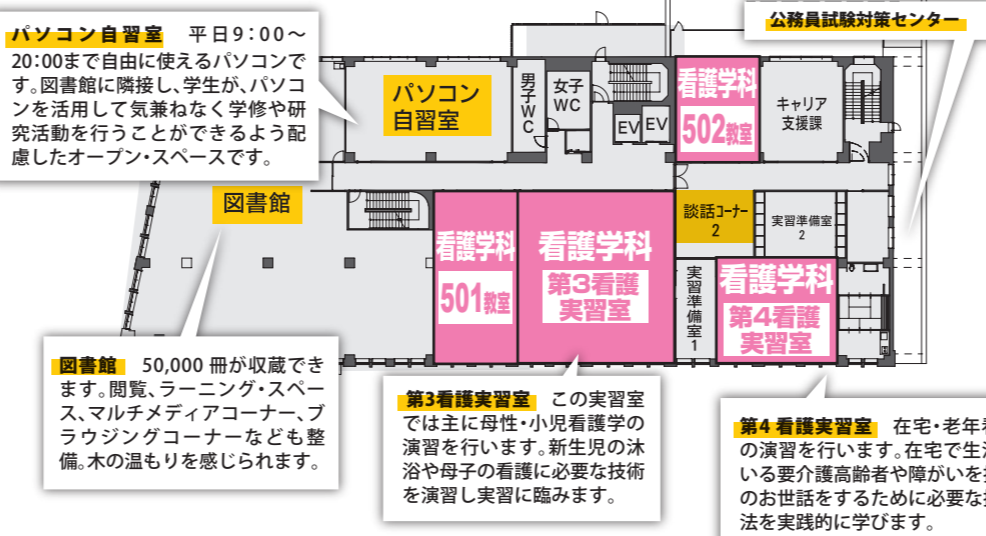 パソコン自習室 平日9:00～
20:00まで自由に使えるパソコンで
す。図書館に隣接し、学生が、パソコ
ンを活用して気兼ねなく学修や研
究活動を行うことができるよう配
慮したオープン・スペースです。
公務員試験対策センター
パソコン
自習室
男子WC
女子
WC
EV
EV
看護学科
502教室
キャリア
支援課
図書館
談話コーナー
2
実習準備室
2
看護学科
501教室
看護学科
第3看護
実習室
実習準備室1
看護学科
第4看護
実習室
図書館 50,000 冊が収蔵でき
ます。閲覧、ラーニング・スペー
ス、マルチメディアコーナー、ブ
ラウジングコーナーなども整
備。木の温もりを感じられます。
第3看護実習室 この実習室
では主に母性・小児看護学の
演習を行います。新生児の沐
浴や母子の看護に必要な技術
を演習し実習に臨みます。
第4 看護実習室 在宅・老年
の演習を行います。在宅で生
いる要介護高齢者や障がいを
のお世話をするために必要な
法を実践的に学びます。